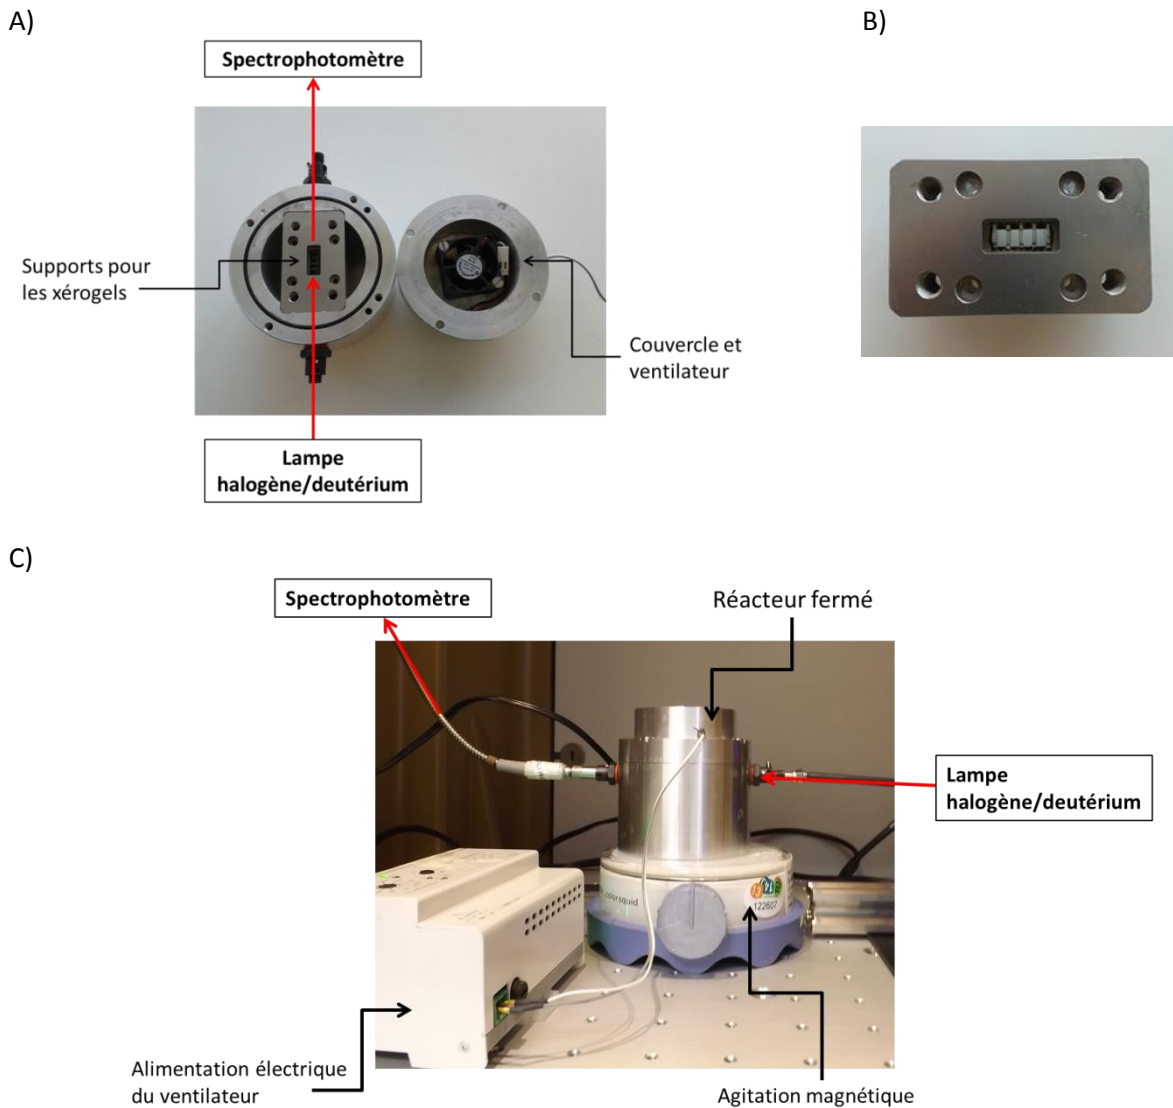 A)
B)
Spectrophotomètre
Supports pour
les xérogels
Couvercle et
ventilateur
Lampe
halogène/deutérium
C)
Spectrophotomètre
Réacteur fermé
Lampe
halogène/deutérium
colorsquid
122607
Alimentation électrique
du ventilateur
Agitation magnétique